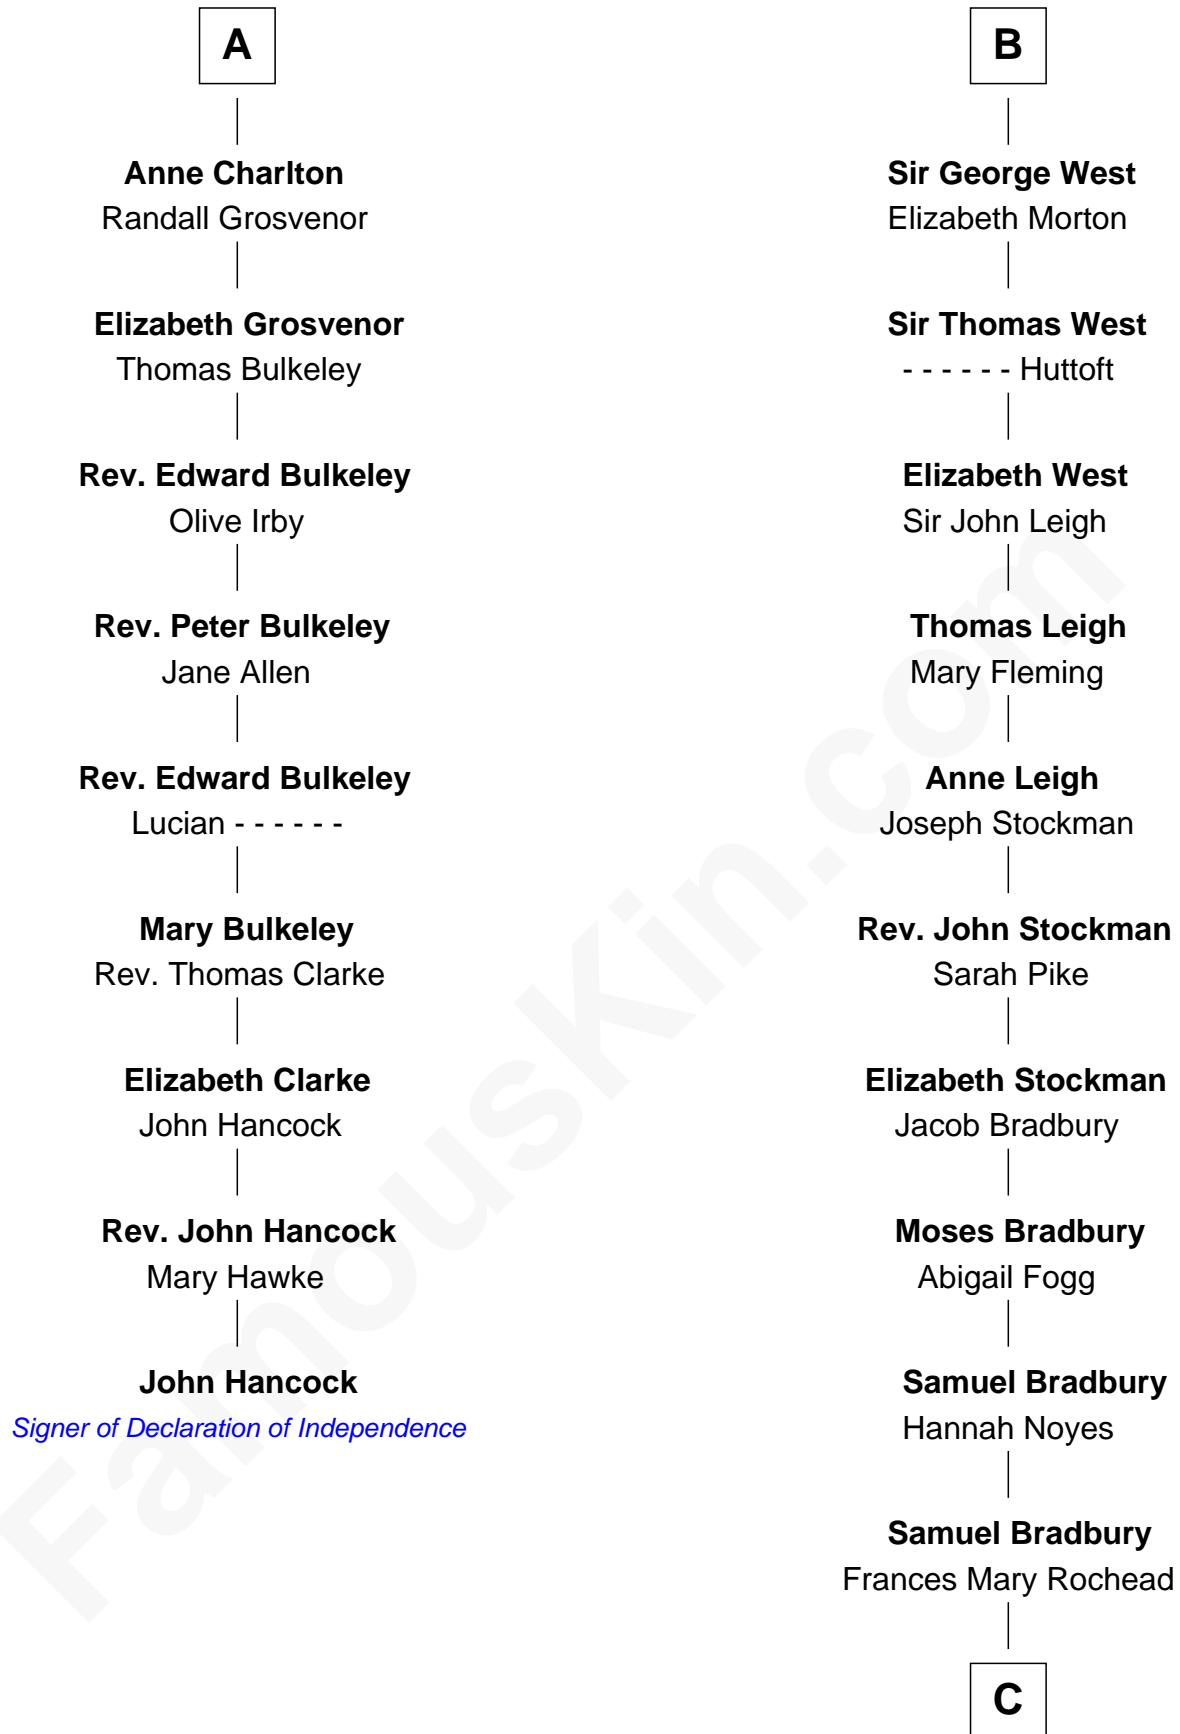 A
Anne Charlton
Randall Grosvenor
Elizabeth Grosvenor
Thomas Bulkeley
Rev. Edward Bulkeley
Olive Irby
Rev. Peter Bulkeley
Jane Allen
Rev. Edward Bulkeley
Lucian - - - - - -
Mary Bulkeley
Rev. Thomas Clarke
Elizabeth Clarke
John Hancock
Rev. John Hancock
Mary Hawke
John Hancock
Signer of Declaration of Independence
B
Sir George West
Elizabeth Morton
Sir Thomas West
- - - - - - Huttoft
Elizabeth West
Sir John Leigh
Thomas Leigh
Mary Fleming
Anne Leigh
Joseph Stockman
Rev. John Stockman
Sarah Pike
Elizabeth Stockman
Jacob Bradbury
Moses Bradbury
Abigail Fogg
Samuel Bradbury
Hannah Noyes
Samuel Bradbury
Frances Mary Rochead
C
FamousKin.com